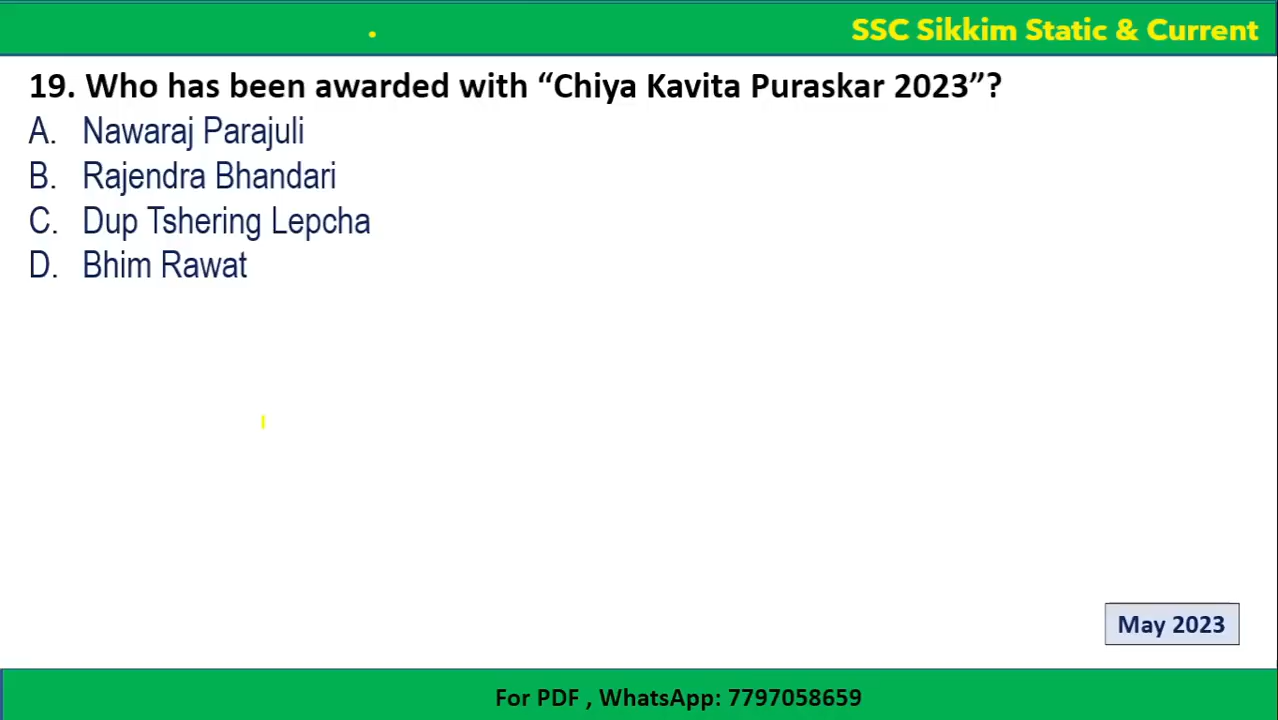 SSC Sikkim Static & Current
19. Who has been awarded with “Chiya Kavita Puraskar 2023”?
A. Nawaraj Parajuli
B. Rajendra Bhandari
C. Dup Tshering Lepcha
D. Bhim Rawat
May 2023
For PDF , WhatsApp: 7797058659